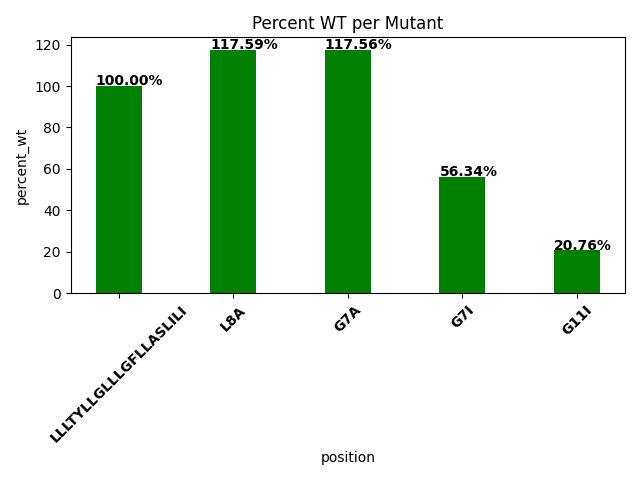 Percent WT per Mutant
percent_wt
120
100
80
60
40
20
0
100.00%
117.59%
117.56%
56.34%
20.76%
LLLTYLLGLLLGFLLASLILI
L8A
G7A
G7I
G11I
position